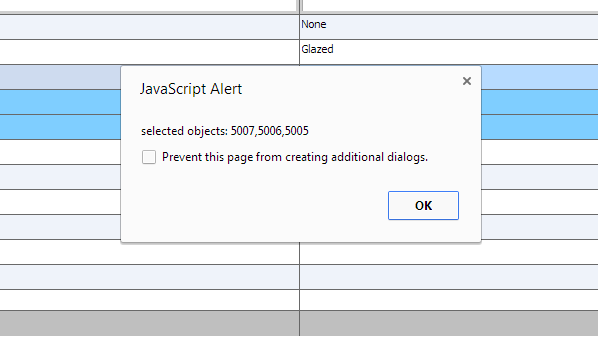 None
Glazed
JavaScript Alert
selected objects: 5007,5006,5005
Prevent this page from creating additional dialogs.
OK